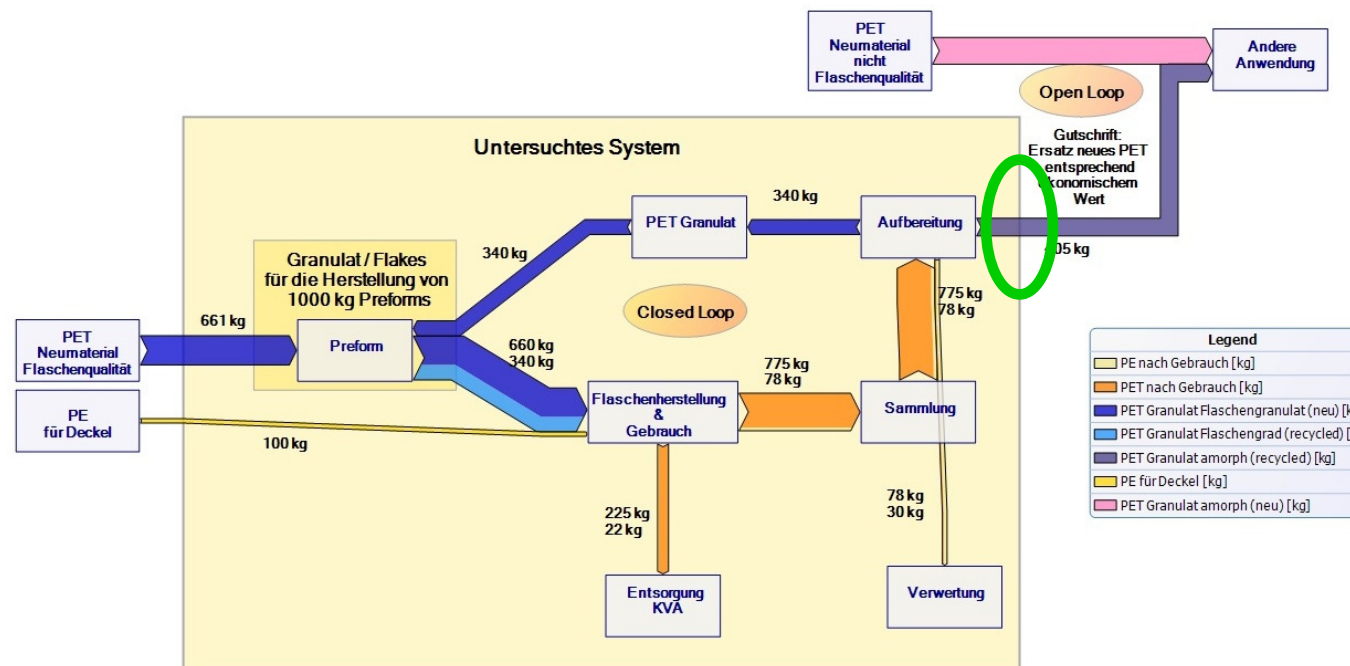 PET
Neumaterial
nicht
Flaschenqualität
Andere
Anwendung
Open Loop
Gutschrift:
Ersatz neues PET
entsprechend
ökonomischem
Wert
Untersuchtes System
340 kg
PET Granulat
Aufbereitung
340 kg
Granulat / Flakes
für die Herstellung von
1000 kg Preforms
Closed Loop
775 kg
78 kg
661 kg
PET
Neumaterial
Flaschenqualität
Preform
660 kg
340 kg
775 kg
78 kg
Flaschenherstellung
&
Gebrauch
Sammlung
PE
für Deckel
100 kg
225 kg
22 kg
78 kg
30 kg
Entsorgung
KVA
Verwertung
Legend
PE nach Gebrauch [kg]
PET nach Gebrauch [kg]
PET Granulat Flaschengranulat (neu) [k
PET Granulat Flaschengrad (recycled) [
PET Granulat amorph (recycled) [kg]
PE für Deckel [kg]
PET Granulat amorph (neu) [kg]